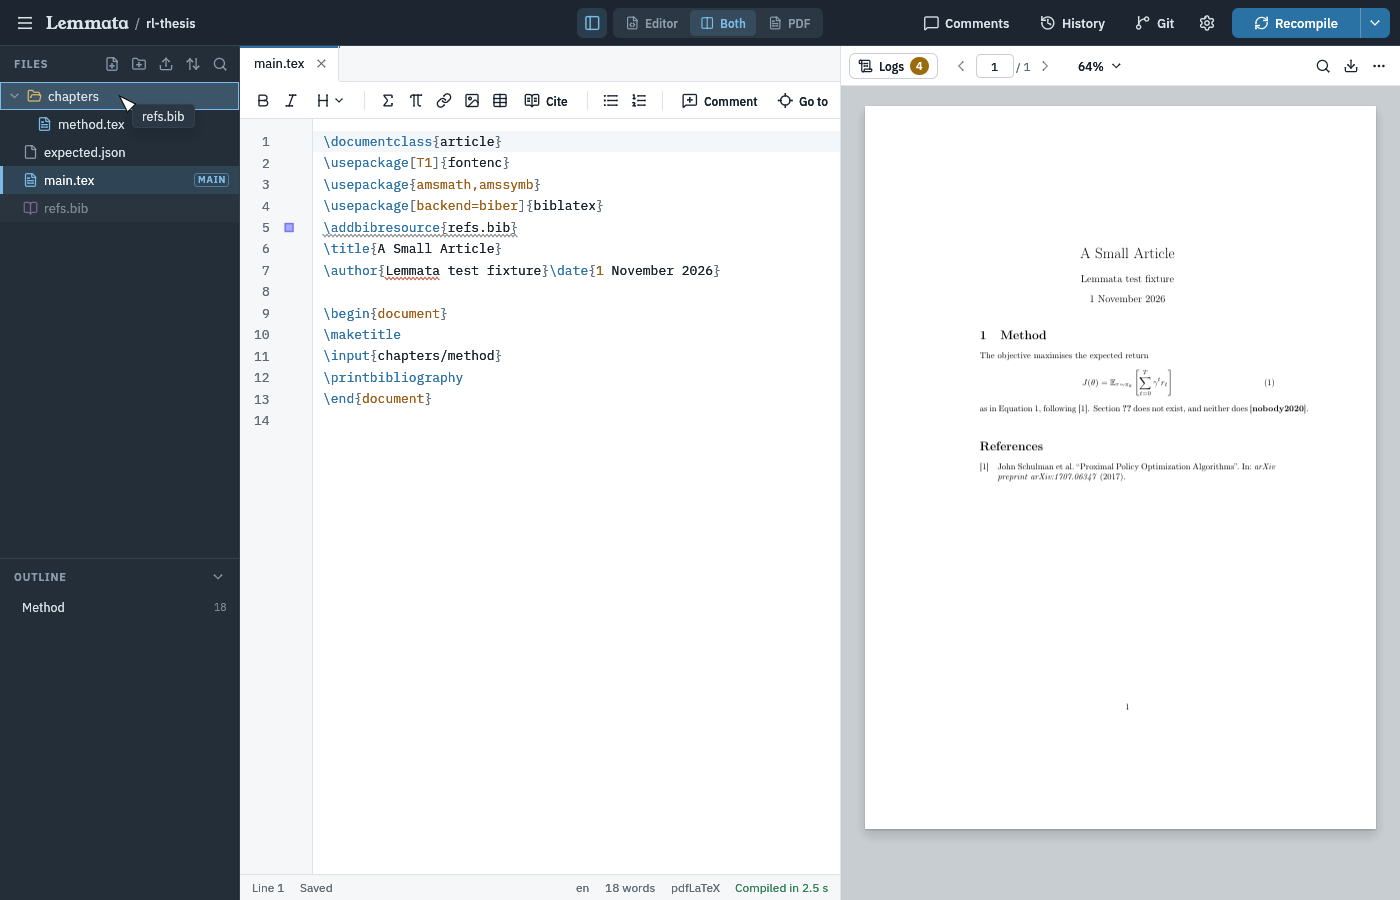 Lemmata / rl-thesis
Editor
Both
PDF
Comments
History
Git
Recompile
FILES
chapters
refs.bib
method.tex
expected.json
main.tex
MAIN
refs.bib
OUTLINE
Method 18
main.tex
B I H
Σ π
Cite
Comment
Go to
1 \documentclass{article}
2 \usepackage[T1]{fontenc}
3 \usepackage{amsmath,amssymb}
4 \usepackage[backend=biber]{biblatex}
5 \addbibresource{refs.bib}
6 \title{A Small Article}
7 \author{Lemmata test fixture}\date{1 November 2026}
8
9 \begin{document}
10 \maketitle
11 \input{chapters/method}
12 \printbibliography
13 \end{document}
14
Line 1 Saved
en 18 words pdfLaTeX Compiled in 2.5 s
Logs 4
1 / 1
64%
A Small Article
Lemmata test fixture
1 November 2026
1 Method
The objective maximises the expected return
J(θ) = 𝔼τ∼πθ [∑t=0T γtrt] (1)
as in Equation 1, following [1]. Section ?? does not exist, and neither does [nobody2020].
References
[1] John Schulman et al. “Proximal Policy Optimization Algorithms”. In: arXiv
preprint arXiv:1707.06347 (2017).
1